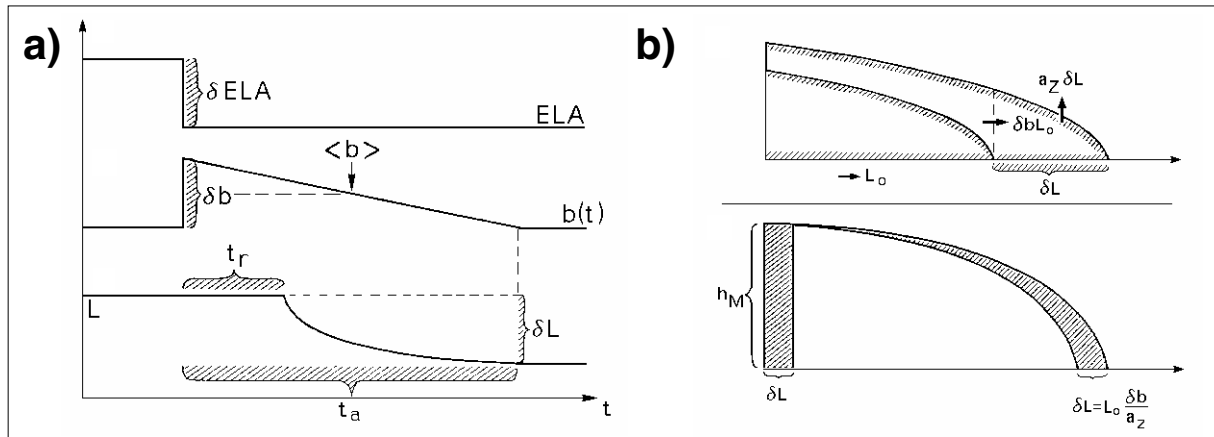 a)
δELA
ELA
<b>
δb
b(t)
t_r
L
δL
t_a
t
b)
a_Z δL
δbL_o
L_o
δL
h_M
δL
δL=L_o δb/a_z